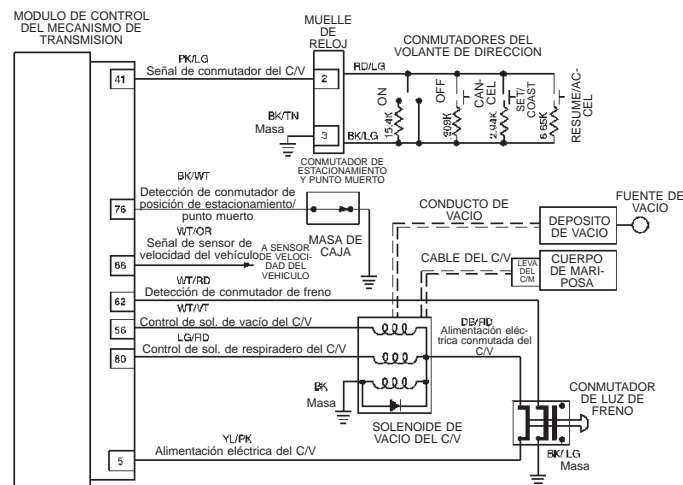 MODULO DE CONTROL
DEL MECANISMO DE
TRANSMISION
MUELLE
DE
RELOJ
CONMUTADORES DEL
VOLANTE DE DIRECCION
PK/LG
41
Señal de conmutador del C/V
2
RD/LG
ON
15.4K
OFF
.909K
CAN-
CEL
2.94K
SET/
COAST
6.65K
RESUME/AC-
CEL
BK/TN
Masa
3
BK/LG
CONMUTADOR DE
ESTACIONAMIENTO
Y PUNTO MUERTO
BK/WT
76
Detección de conmutador de
posición de estacionamiento/
punto muerto
MASA DE
CAJA
WT/OR
66
Señal de sensor de
velocidad del vehículo
A SENSOR
DE VELOCI-
DAD DEL
VEHICULO
CONDUCTO DE
VACIO
DEPOSITO
DE VACIO
FUENTE DE
VACIO
CABLE DEL C/V
LEVA
DEL
C/M
CUERPO
DE MARI-
POSA
WT/RD
62
Detección de conmutador de freno
WT/VT
56
Control de sol. de vacío del C/V
LG/RD
80
Control de sol. de respiradero del C/V
DB/RD
Alimentación eléc-
trica conmutada del
C/V
BK
Masa
SOLENOIDE DE
VACIO DEL C/V
CONMUTADOR
DE LUZ DE
FRENO
BK/LG
Masa
YL/PK
5
Alimentación eléctrica del C/V